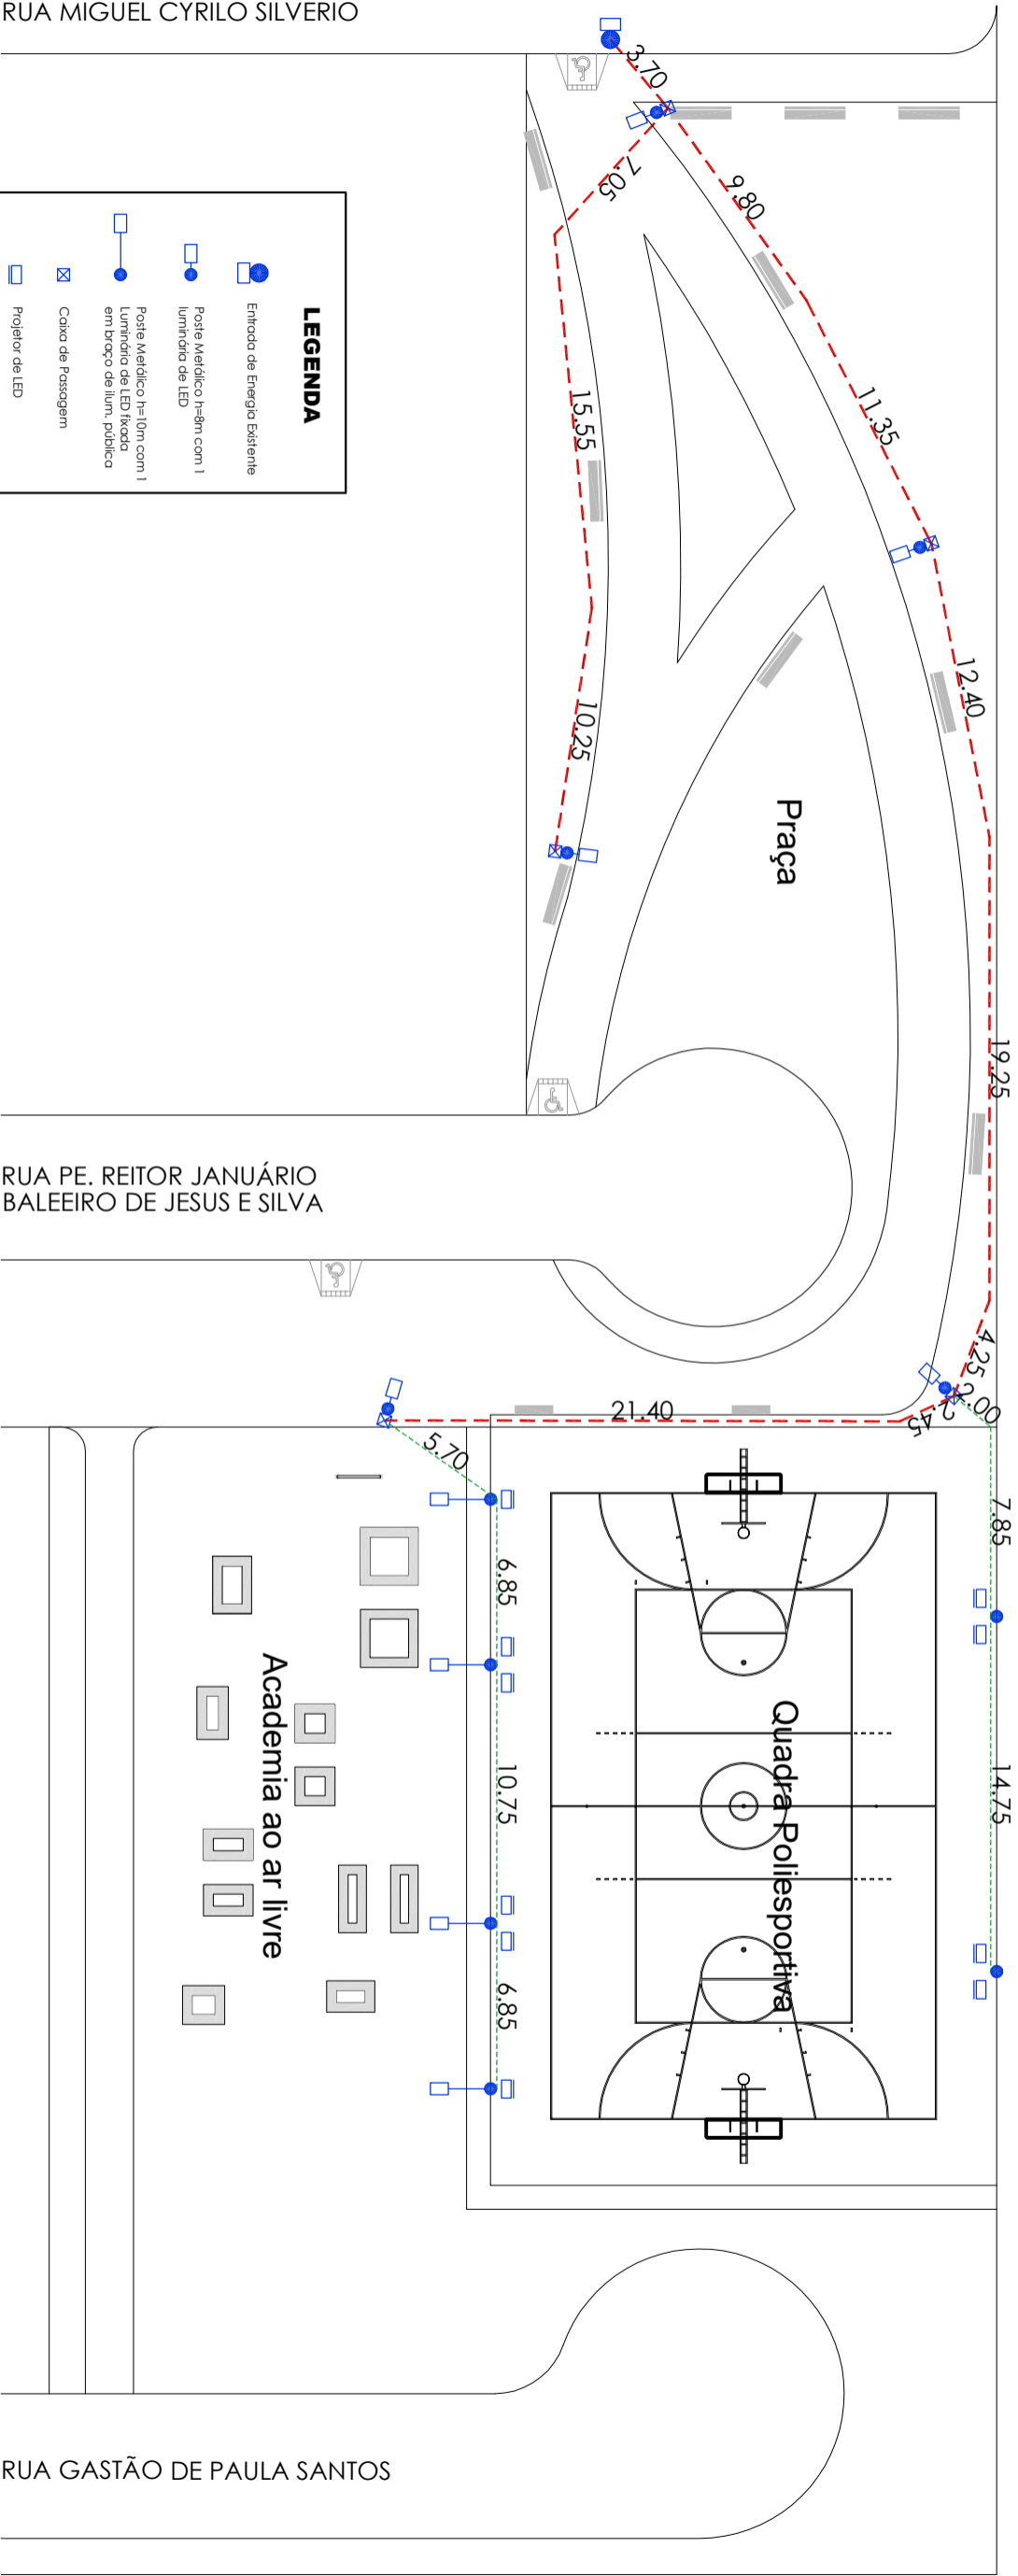 RUA MIGUEL CYRILO SILVERIO
3.70
7.05
9.80
11.35
15.55
12.40
10.25
LEGENDA
Entrada de Energia Existente
Poste Metálico h=8m com 1
luminária de LED
Poste Metálico h=10m com 1
Luminária de LED fixada
em braço de ilum. pública
Caixa de Passagem
Projetor de LED
Praça
19.25
RUA PE. REITOR JANUÁRIO
BALEEIRO DE JESUS E SILVA
4.25
2.00
2.45
21.40
5.70
7.85
6.85
14.75
10.75
6.85
Quadra Poliesportiva
Academia ao ar livre
RUA GASTÃO DE PAULA SANTOS